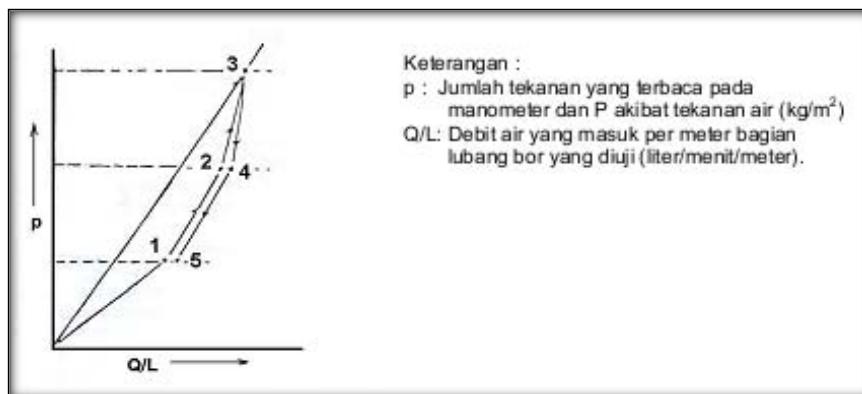 3
2
4
p
1
5
Q/L
Keterangan :
p : Jumlah tekanan yang terbaca pada
manometer dan P akibat tekanan air (kg/m²)
Q/L: Debit air yang masuk per meter bagian
lubang bor yang diuji (liter/menit/meter).